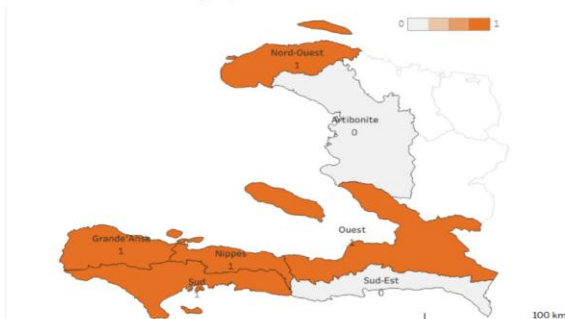 0 1
Nord-Ouest
1
Artibonite
0
Ouest
1
Grande'Anse
1
Nippes
1
Sud
1
Sud-Est
0
100 km